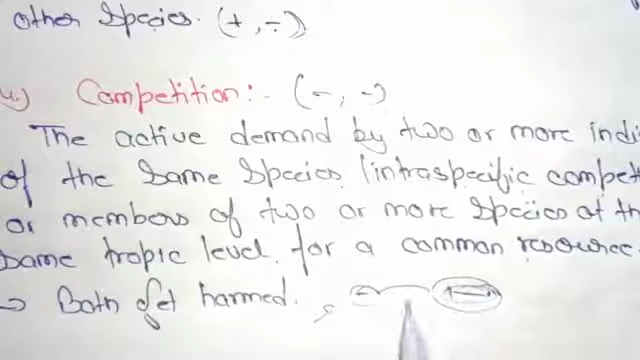 other species. (+, -)
4.) Competition:- (-, -)
The active demand by two or more indi
of the same species (intraspecific compet
or members of two or more species at th
same tropic level for a common resource.
→ Both get harmed.